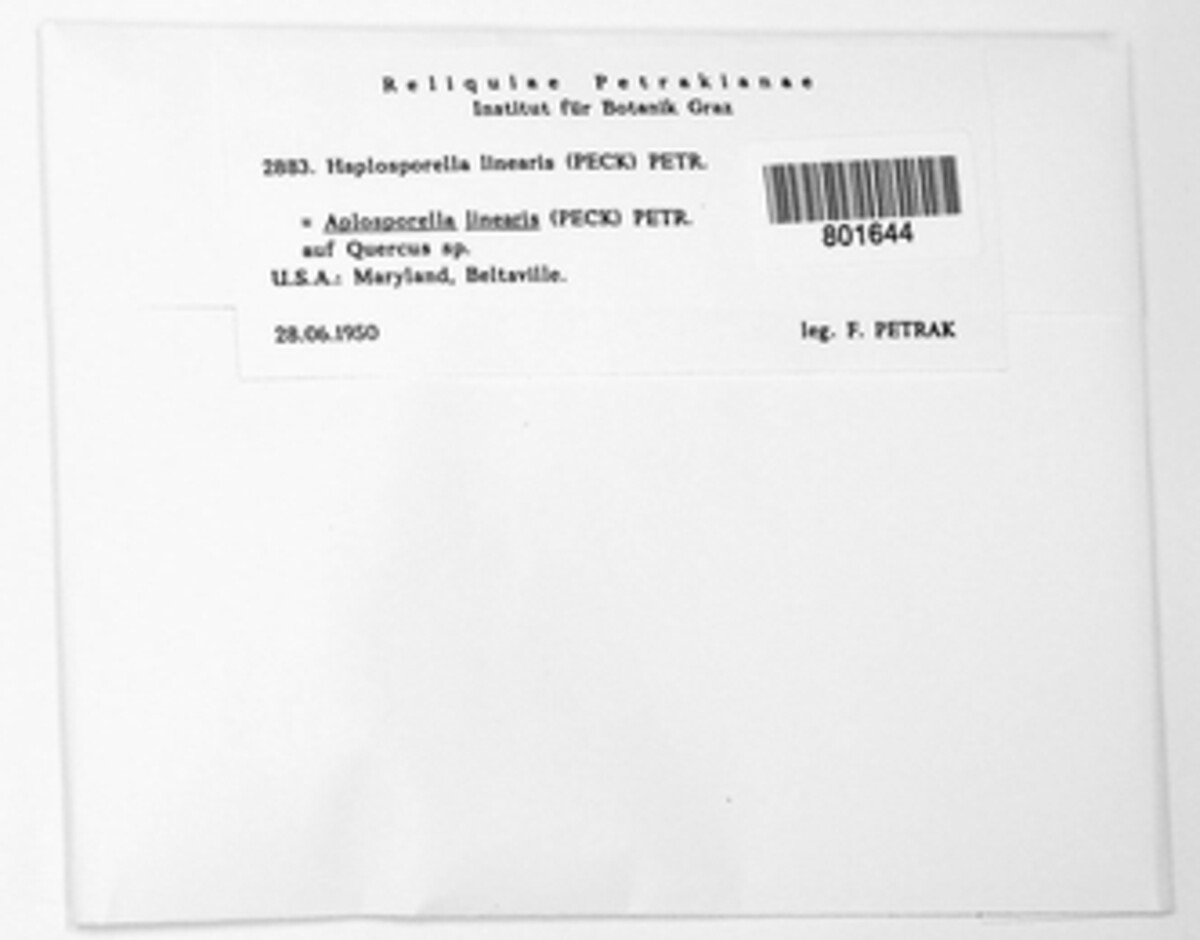 Reliquiae Petrakianae
Institut für Botanik Graz
2883. Haplosporella linearis (PECK) PETR.
= Aplosporella linearis (PECK) PETR.
auf Quercus sp.
U.S.A.: Maryland, Beltsville.
28.06.1950 leg. F. PETRAK
801644